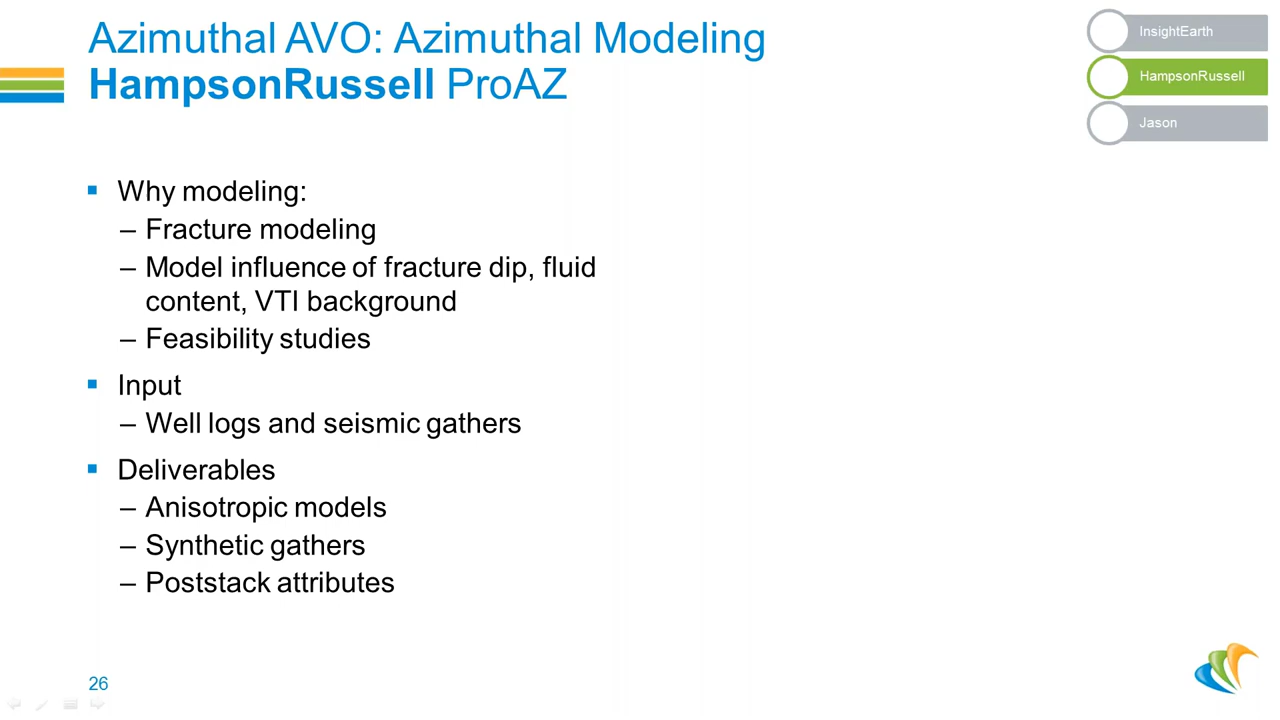 Azimuthal AVO: Azimuthal Modeling
HampsonRussell ProAZ
InsightEarth
HampsonRussell
Jason
▪ Why modeling:
– Fracture modeling
– Model influence of fracture dip, fluid
content, VTI background
– Feasibility studies
▪ Input
– Well logs and seismic gathers
▪ Deliverables
– Anisotropic models
– Synthetic gathers
– Poststack attributes
26